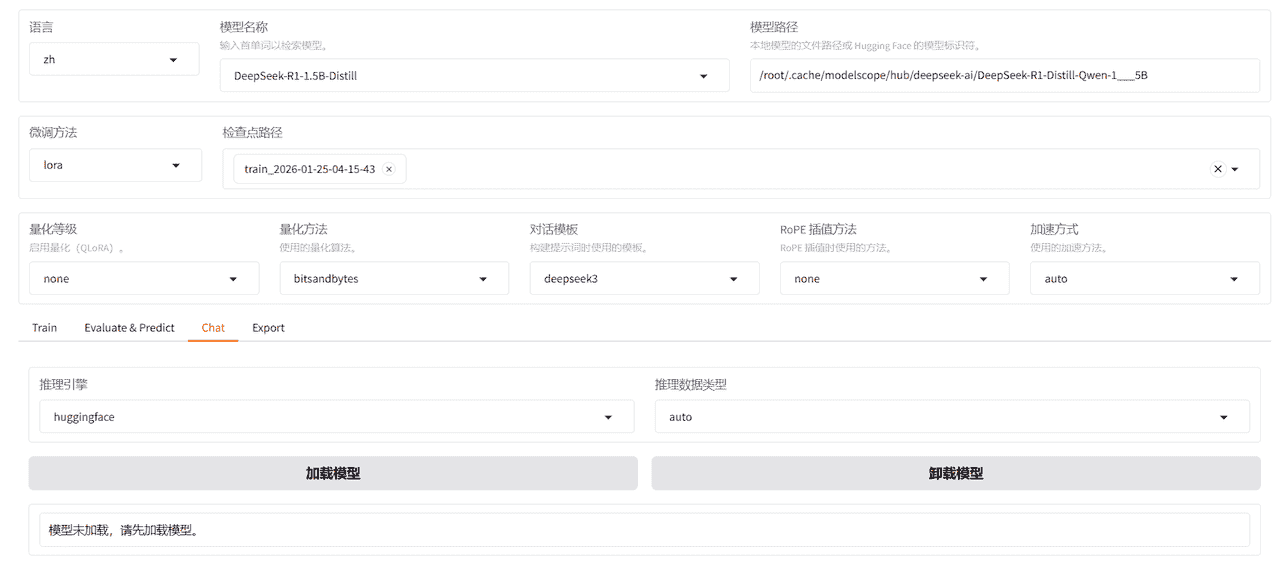 语言
模型名称
模型路径
输入首单词以检索模型。
本地模型的文件路径或 Hugging Face 的模型标识符。
zh
DeepSeek-R1-1.5B-Distill
/root/.cache/modelscope/hub/deepseek-ai/DeepSeek-R1-Distill-Qwen-1___5B
微调方法
检查点路径
lora
train_2026-01-25-04-15-43
量化等级
量化方法
对话模板
RoPE 插值方法
加速方式
启用量化（QLoRA）。
使用的量化算法。
构建提示词时使用的模板。
RoPE 插值时使用的方法。
使用的加速方法。
none
bitsandbytes
deepseek3
none
auto
Train Evaluate & Predict Chat Export
推理引擎
推理数据类型
huggingface
auto
加载模型
卸载模型
模型未加载，请先加载模型。